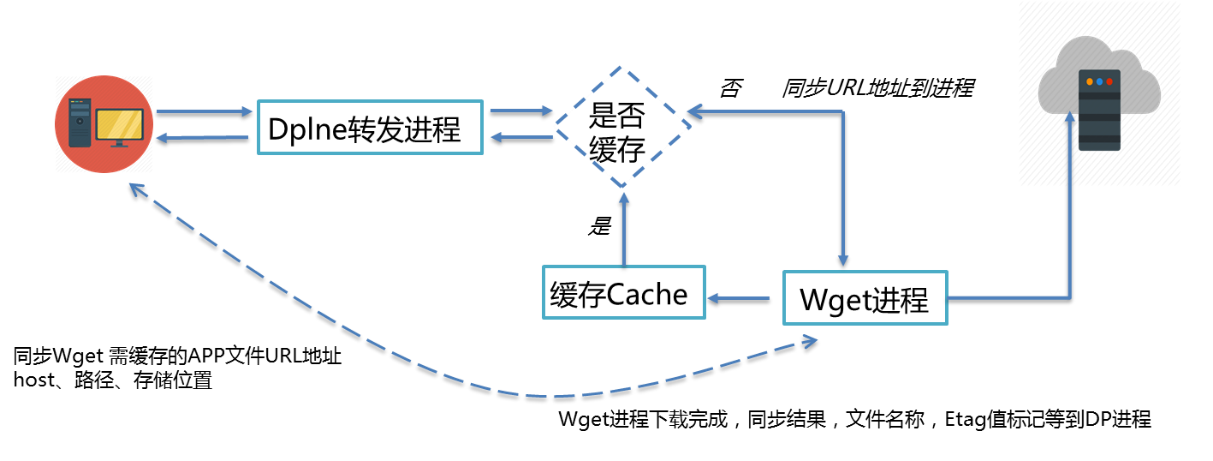 否
同步URL地址到进程
Dplne转发进程
是否
缓存
是
缓存Cache
Wget进程
同步Wget 需缓存的APP文件URL地址
host、路径、存储位置
Wget进程下载完成，同步结果，文件名称，Etag值标记等到DP进程